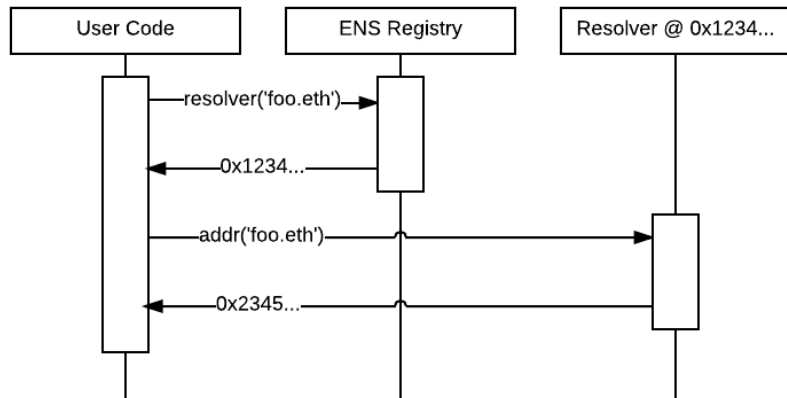 User Code
ENS Registry
Resolver @ 0x1234...
resolver('foo.eth')
0x1234...
addr('foo.eth')
0x2345...